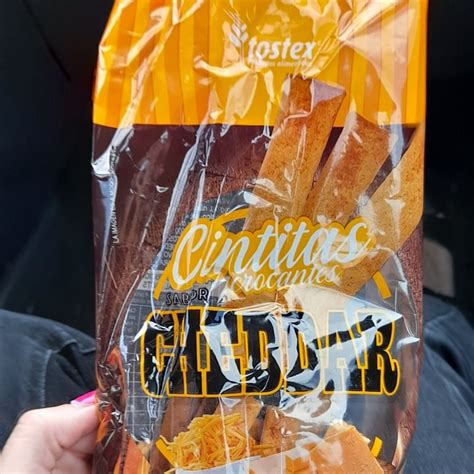 tostex
Cintitas
crocantes
SABOR
CHEDDAR